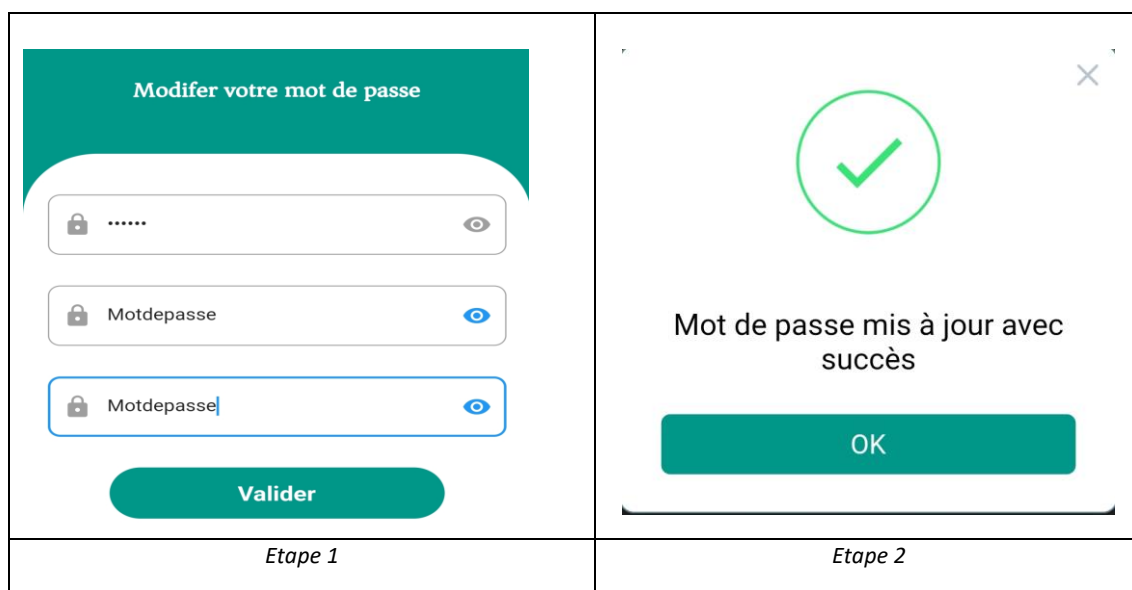 Modifer votre mot de passe
••••••
Motdepasse
Motdepasse
Valider
Etape 1
Mot de passe mis à jour avec
succès
OK
Etape 2